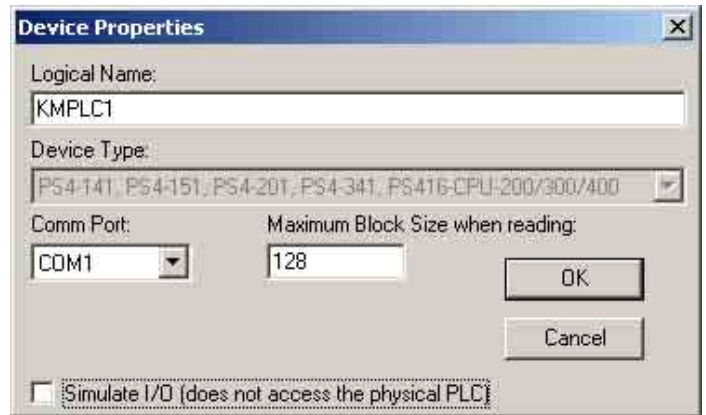 Device Properties
Logical Name:
KMPLC1
Device Type:
PS4-141, PS4-151, PS4-201, PS4-341, PS416-CPU-200/300/400
Comm Port: Maximum Block Size when reading:
COM1 128
OK
Cancel
Simulate I/O (does not access the physical PLC)